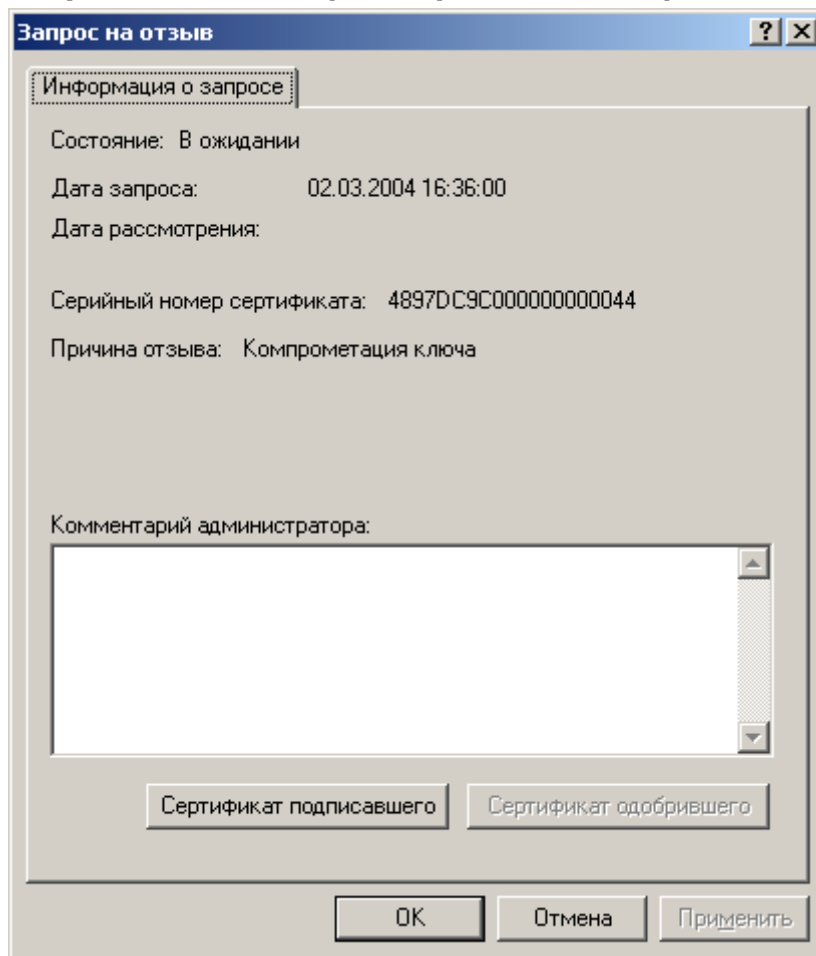 Запрос на отзыв
Информация о запросе
Состояние: В ожидании
Дата запроса: 02.03.2004 16:36:00
Дата рассмотрения:
Серийный номер сертификата: 4897DC9C000000000044
Причина отзыва: Компрометация ключа
Комментарий администратора:
Сертификат подписавшего Сертификат одобрившего
OK Отмена Применить